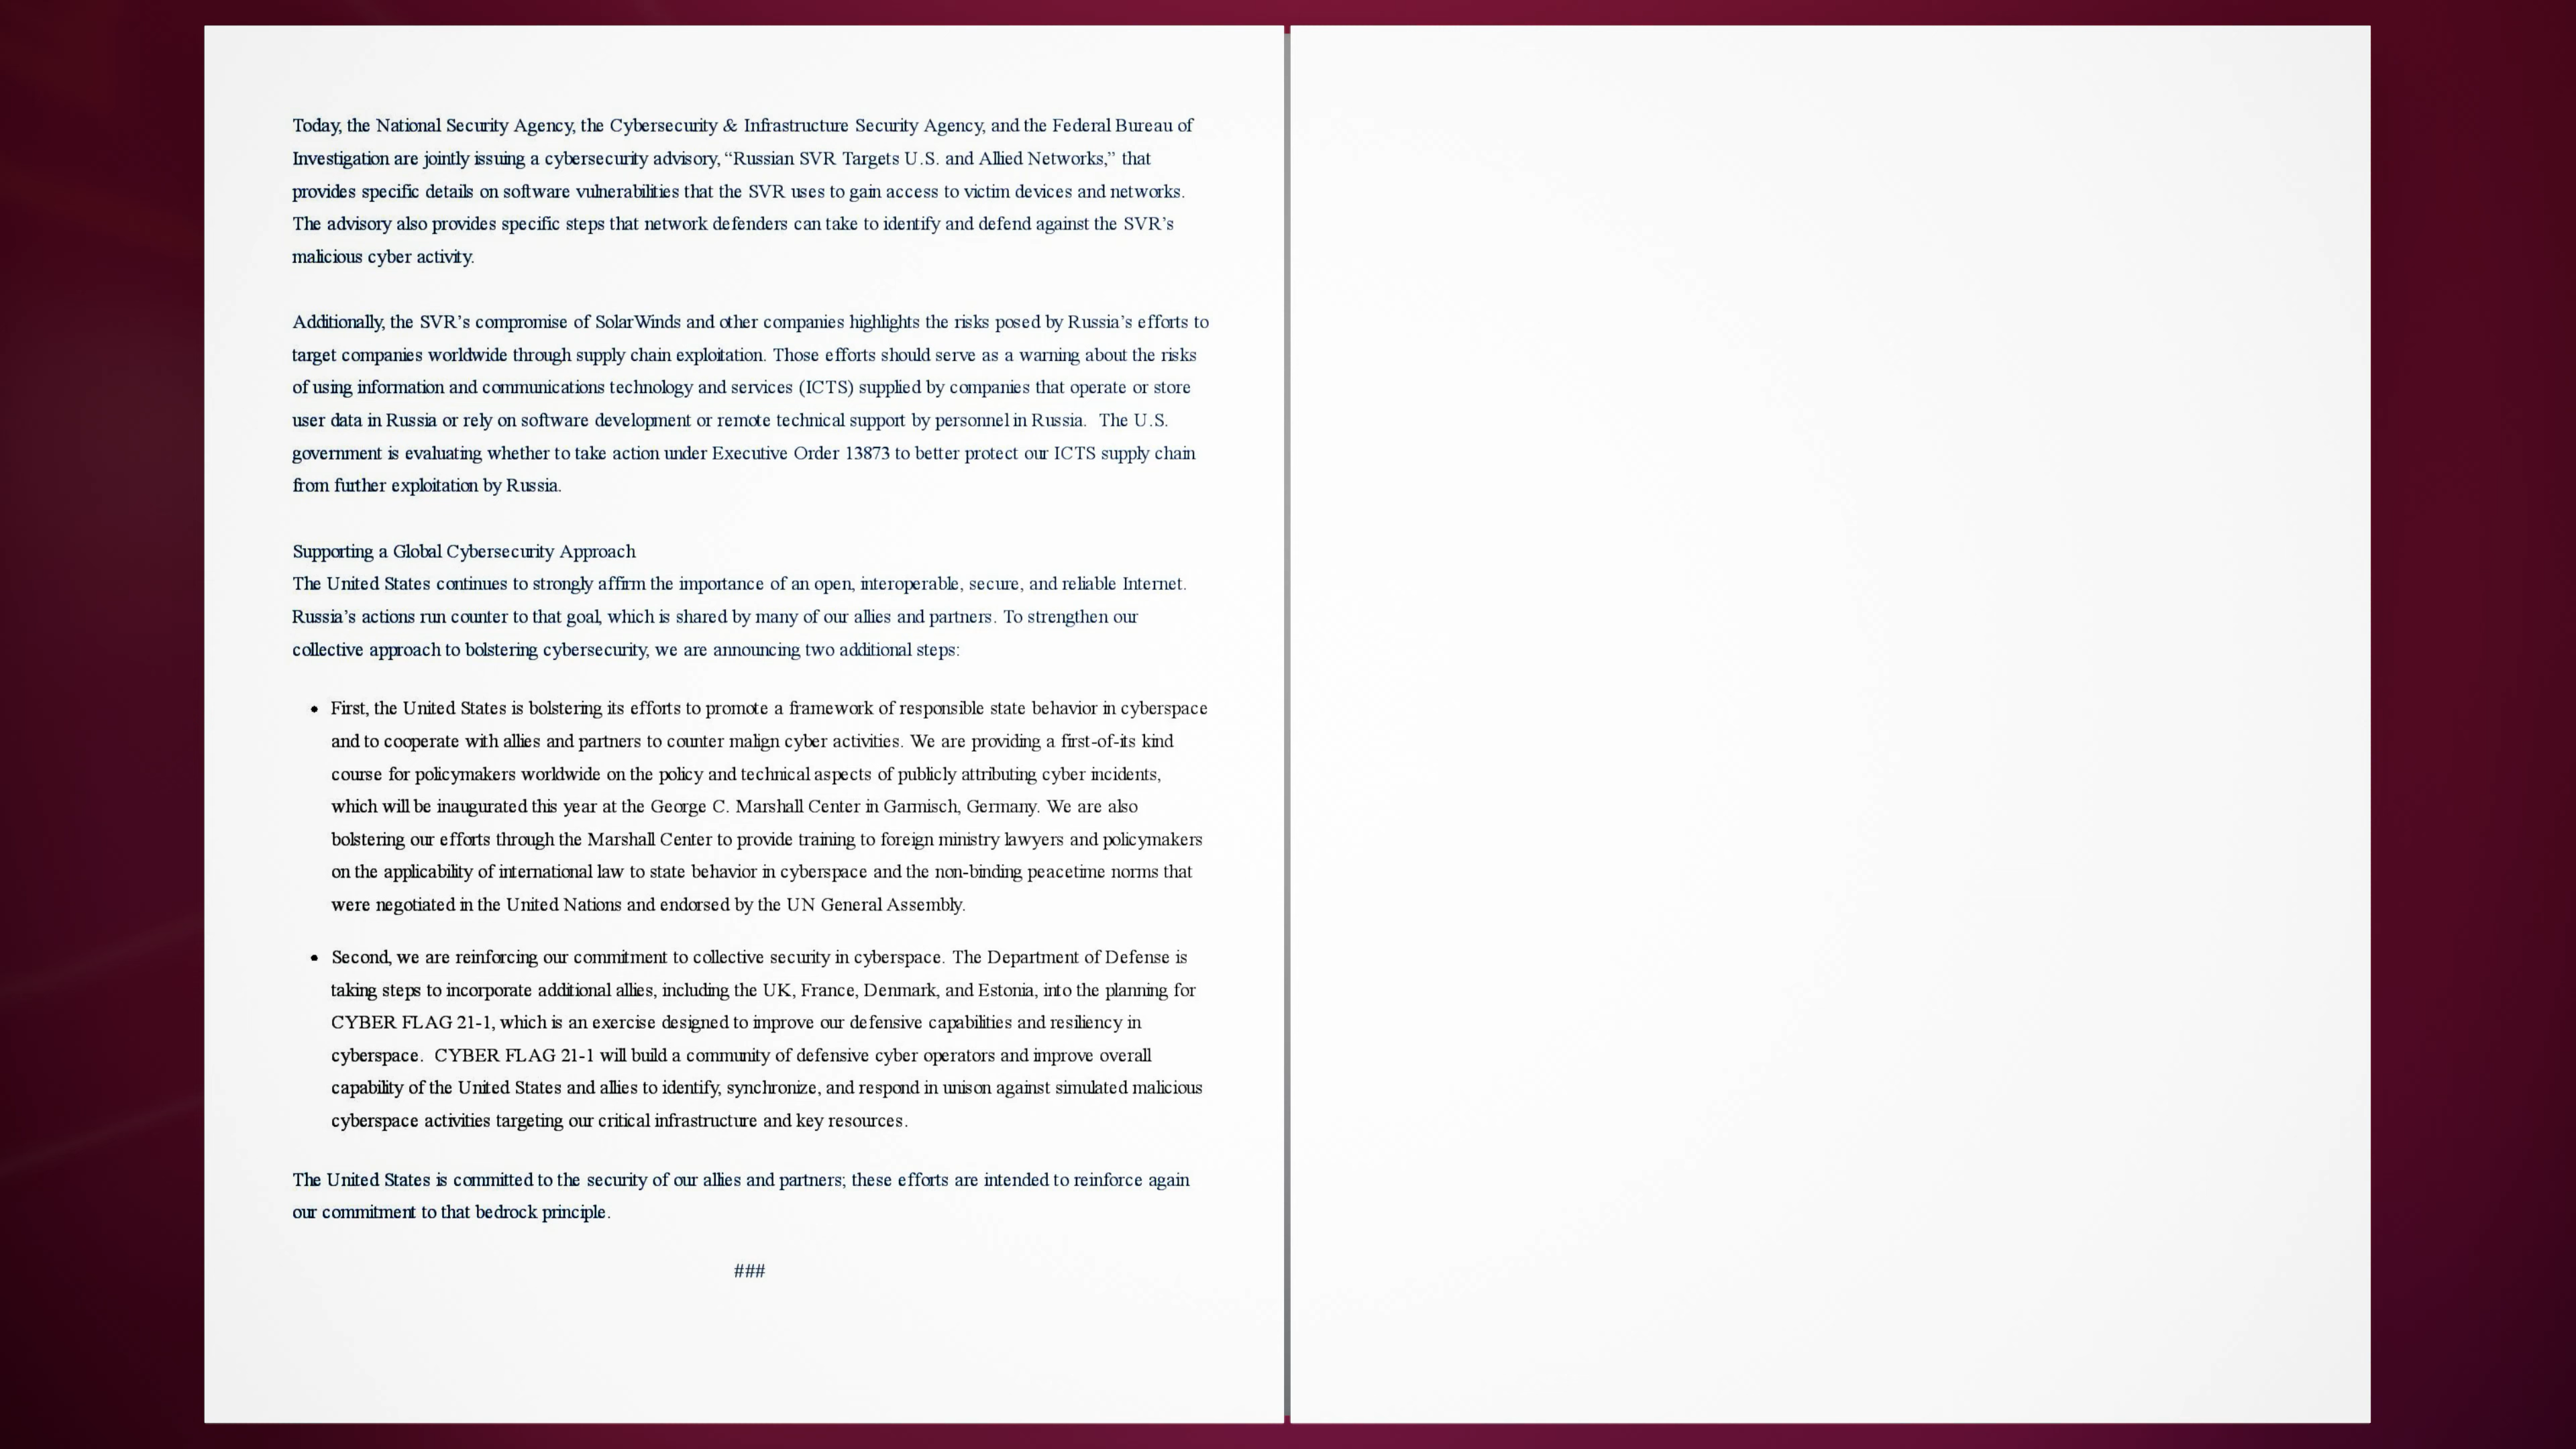 Today, the National Security Agency, the Cybersecurity & Infrastructure Security Agency, and the Federal Bureau of
Investigation are jointly issuing a cybersecurity advisory, “Russian SVR Targets U.S. and Allied Networks,” that
provides specific details on software vulnerabilities that the SVR uses to gain access to victim devices and networks.
The advisory also provides specific steps that network defenders can take to identify and defend against the SVR’s
malicious cyber activity.
Additionally, the SVR’s compromise of SolarWinds and other companies highlights the risks posed by Russia’s efforts to
target companies worldwide through supply chain exploitation. Those efforts should serve as a warning about the risks
of using information and communications technology and services (ICTS) supplied by companies that operate or store
user data in Russia or rely on software development or remote technical support by personnel in Russia.  The U.S.
government is evaluating whether to take action under Executive Order 13873 to better protect our ICTS supply chain
from further exploitation by Russia.
Supporting a Global Cybersecurity Approach
The United States continues to strongly affirm the importance of an open, interoperable, secure, and reliable Internet.
Russia’s actions run counter to that goal, which is shared by many of our allies and partners. To strengthen our
collective approach to bolstering cybersecurity, we are announcing two additional steps:
• First, the United States is bolstering its efforts to promote a framework of responsible state behavior in cyberspace
and to cooperate with allies and partners to counter malign cyber activities. We are providing a first-of-its kind
course for policymakers worldwide on the policy and technical aspects of publicly attributing cyber incidents,
which will be inaugurated this year at the George C. Marshall Center in Garmisch, Germany. We are also
bolstering our efforts through the Marshall Center to provide training to foreign ministry lawyers and policymakers
on the applicability of international law to state behavior in cyberspace and the non-binding peacetime norms that
were negotiated in the United Nations and endorsed by the UN General Assembly.
• Second, we are reinforcing our commitment to collective security in cyberspace. The Department of Defense is
taking steps to incorporate additional allies, including the UK, France, Denmark, and Estonia, into the planning for
CYBER FLAG 21-1, which is an exercise designed to improve our defensive capabilities and resiliency in
cyberspace.  CYBER FLAG 21-1 will build a community of defensive cyber operators and improve overall
capability of the United States and allies to identify, synchronize, and respond in unison against simulated malicious
cyberspace activities targeting our critical infrastructure and key resources.
The United States is committed to the security of our allies and partners; these efforts are intended to reinforce again
our commitment to that bedrock principle.
###